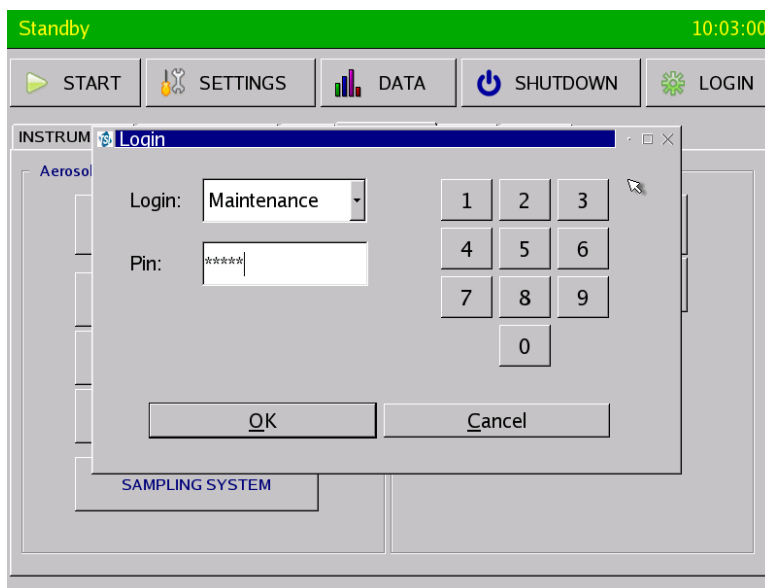 Standby 10:03:00
START SETTINGS DATA SHUTDOWN LOGIN
INSTRUM
Login
Aerosol
Login: Maintenance
1 2 3
Pin: *****
4 5 6
7 8 9
0
OK Cancel
SAMPLING SYSTEM